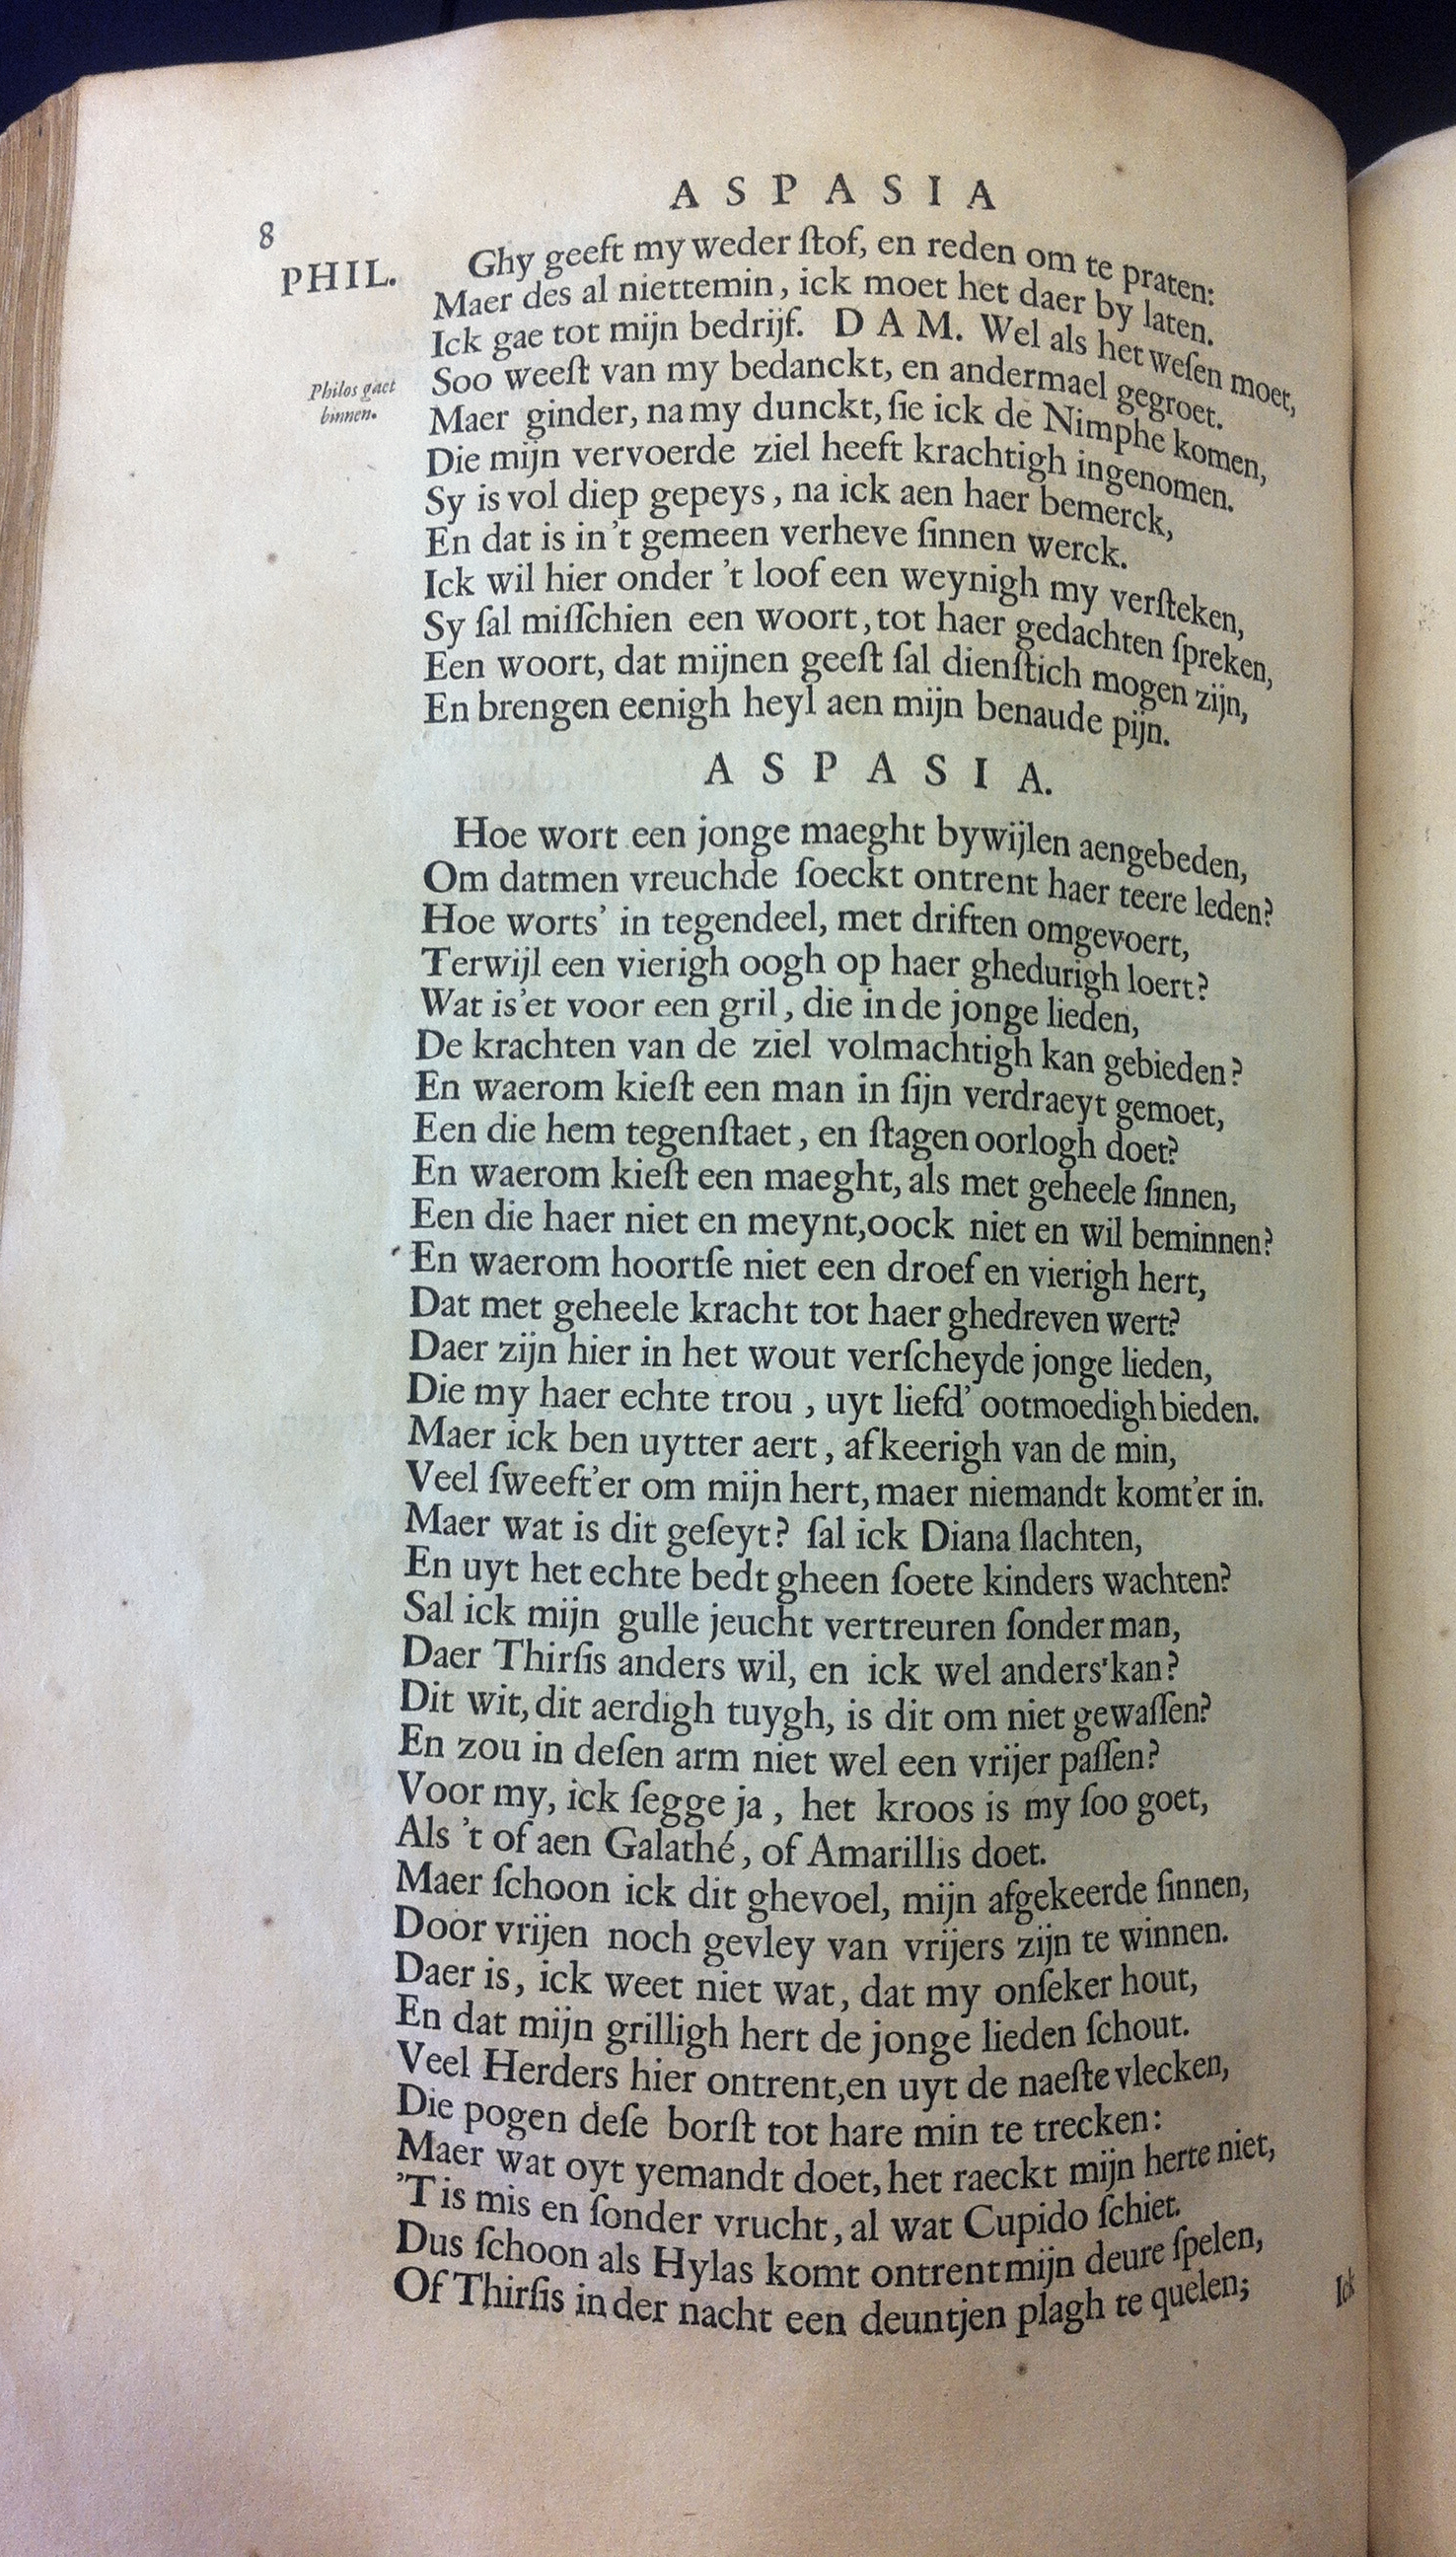 ASPASIA
8
PHIL. Ghy geeft my weder ſtof, en reden om te praten:
Maer des al niettemin, ick moet het daer by laten.
Ick gae tot mijn bedrijf. DAM. Wel als het weſen moet,
Philos gaet
binnen.
Soo weeſt van my bedanckt, en andermael gegroet.
Maer ginder, na my dunckt, ſie ick de Nimphe komen,
Die mijn vervoerde ziel heeft krachtigh ingenomen.
Sy is vol diep gepeys, na ick aen haer bemerck,
En dat is in't gemeen verheve ſinnen werck.
Ick wil hier onder 't loof een weynigh my verſteken,
Sy ſal miſſchien een woort, tot haer gedachten ſpreken,
Een woort, dat mijnen geeſt ſal dienſtich mogen zijn,
En brengen eenigh heyl aen mijn benaude pijn.
ASPASIA.
Hoe wort een jonge maeght bywijlen aengebeden,
Om datmen vreuchde ſoeckt ontrent haer teere leden?
Hoe worts' in tegendeel, met driften omgevoert,
Terwijl een vierigh oogh op haer ghedurigh loert?
Wat is'et voor een gril, die in de jonge lieden,
De krachten van de ziel volmachtigh kan gebieden?
En waerom kieſt een man in ſijn verdraeyt gemoet,
Een die hem tegenſtaet, en ſtagen oorlogh doet?
En waerom kieſt een maeght, als met geheele ſinnen,
Een die haer niet en meynt, oock niet en wil beminnen?
En waerom hoortſe niet een droef en vierigh hert,
Dat met geheele kracht tot haer ghedreven wert?
Daer zijn hier in het wout verſcheyde jonge lieden,
Die my haer echte trou, uyt liefd' ootmoedigh bieden.
Maer ick ben uytter aert, afkeerigh van de min,
Veel ſweeft'er om mijn hert, maer niemandt komt'er in.
Maer wat is dit geſeyt? ſal ick Diana ſlachten,
En uyt het echte bedt gheen ſoete kinders wachten?
Sal ick mijn gulle jeucht vertreuren ſonder man,
Daer Thirſis anders wil, en ick wel anders kan?
Dit wit, dit aerdigh tuygh, is dit om niet gewaſſen?
En zou in deſen arm niet wel een vrijer paſſen?
Voor my, ick ſegge ja, het kroos is my ſoo goet,
Als 't of aen Galathé, of Amarillis doet.
Maer ſchoon ick dit ghevoel, mijn afgekeerde ſinnen,
Door vrijen noch gevley van vrijers zijn te winnen.
Daer is, ick weet niet wat, dat my onſeker hout,
En dat mijn grilligh hert de jonge lieden ſchout.
Veel Herders hier ontrent, en uyt de naeſte vlecken,
Die pogen deſe borſt tot hare min te trecken:
Maer wat oyt yemandt doet, het raeckt mijn herte niet,
'T is mis en ſonder vrucht, al wat Cupido ſchiet.
Dus ſchoon als Hylas komt ontrent mijn deure ſpelen,
Of Thirſis in der nacht een deuntjen plagh te quelen;
Ick